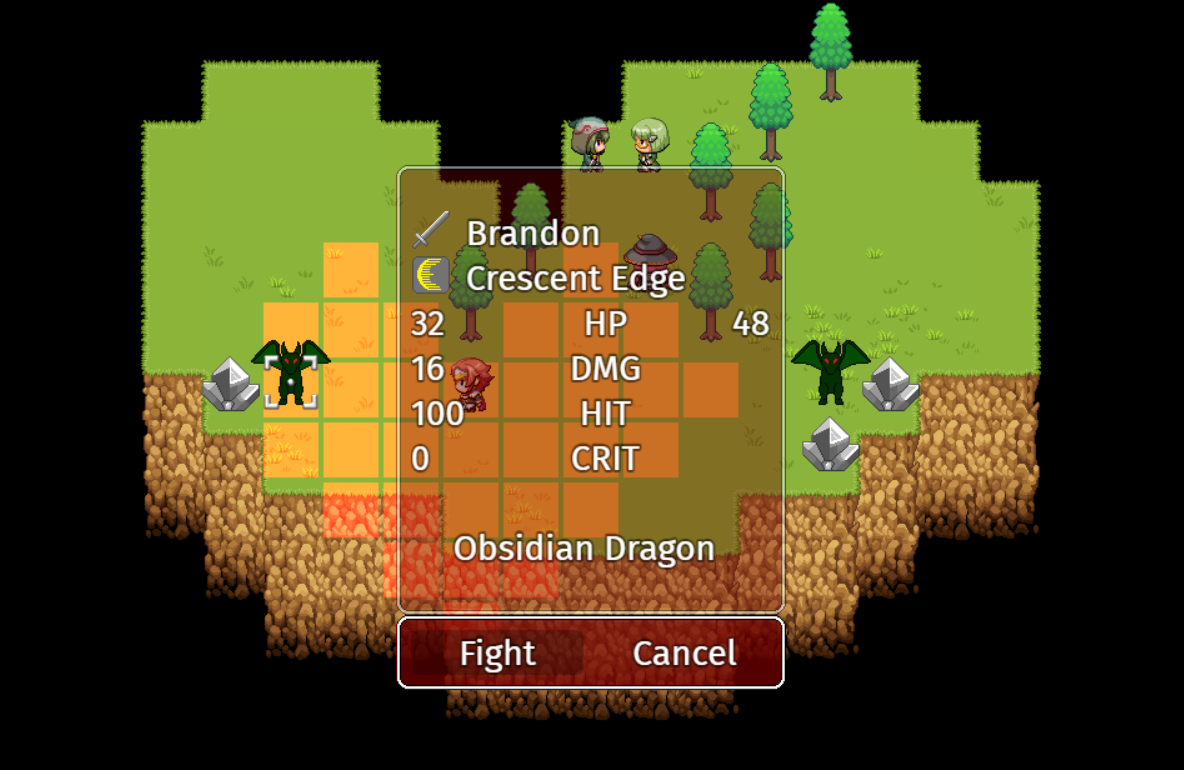 Brandon
Crescent Edge
32 HP 48
16 DMG
100 HIT
0 CRIT
Obsidian Dragon
Fight Cancel